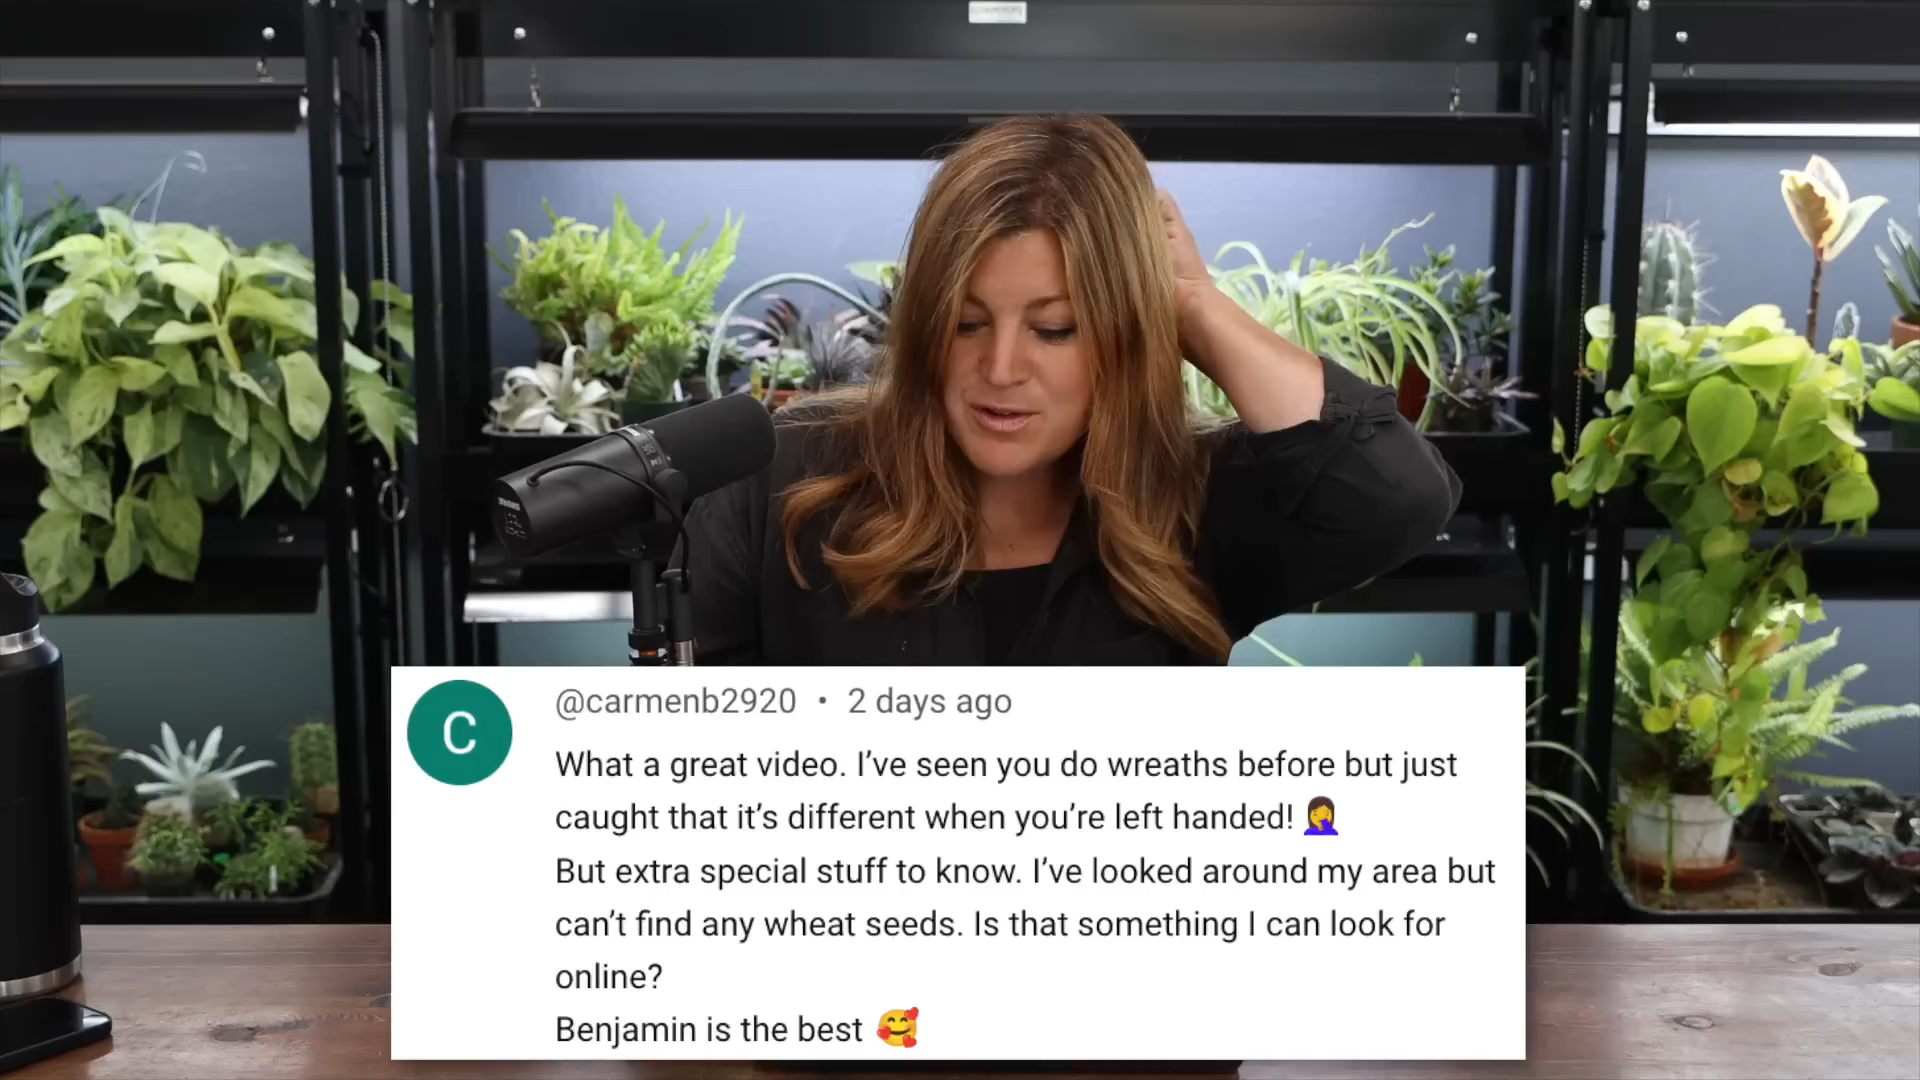 @carmenb2920 • 2 days ago
C
What a great video. I’ve seen you do wreaths before but just
caught that it’s different when you’re left handed! 🤦‍♀️
But extra special stuff to know. I’ve looked around my area but
can’t find any wheat seeds. Is that something I can look for
online?
Benjamin is the best 🥰